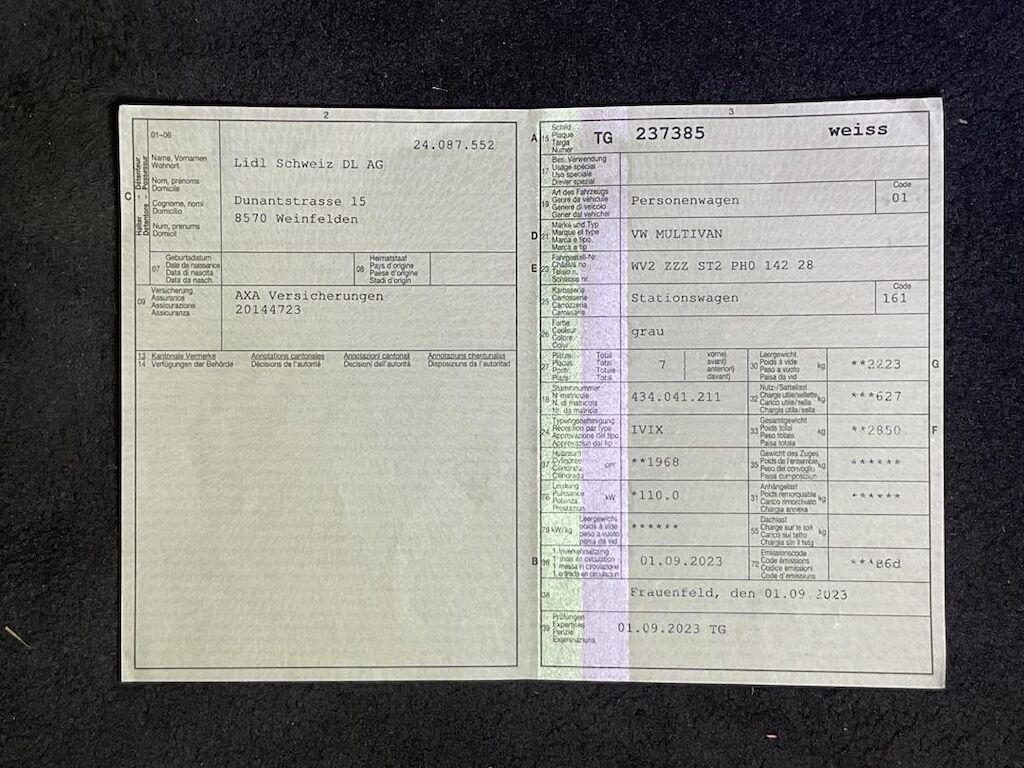 2
01-06
24.087.552
C
Halter - Détenteur
Detentore - Possessur
Name, Vornamen
Wohnort
Nom, prénoms
Domicile
Cognome, nomi
Domicilio
Num, prenums
Domicil
Lidl Schweiz DL AG
Dunantstrasse 15
8570 Weinfelden
07
Geburtsdatum
Date de naissance
Data di nascita
Data da nasch.
08
Heimatstaat
Pays d'origine
Paese d'origine
Stadi d'origin
09
Versicherung
Assurance
Assicurazione
Assicuranza
AXA Versicherungen
20144723
13 Kantonale Vermerke Annotations cantonales Annotazioni cantonali Annotaziuns chantunalas
14 Verfügungen der Behörde Décisions de l'autorité Decisioni dell'autorità Disposiziuns da l'autoritad
3
A 15
Schild
Plaque
Targa
Numer
TG 237385 weiss
17
Bes. Verwendung
Usage spécial
Uso speciale
Diever spezial
19
Art des Fahrzeugs
Genre de véhicule
Genere di veicolo
Gener dal vehichel
Personenwagen
Code
01
D 21
Marke und Typ
Marque et type
Marca e tipo
Marca e tip
VW MULTIVAN
E 23
Fahrgestell-Nr.
Châssis no
Telaio n.
Schassis nr.
WV2 ZZZ ST2 PH0 142 28
25
Karosserie
Carrosserie
Carrozzeria
Carossaria
Stationswagen
Code
161
26
Farbe
Couleur
Colore
Colur
grau
27
Plätze Total
Places Total
Posti Totale
Plazs Total
7
vorne)
avant)
anteriori)
davant)
30
Leergewicht
Poids à vide
Peso a vuoto
Paisa da vid
kg
**2223
G
18
Stammnummer
N matricule
N. di matricola
Nr. da matricla
434.041.211
32
Nutz-/Sattellast
Charge utile/sellette
Carico utile/sella
Chargia utila/sella
kg
***627
24
Typengenehmigung
Réception par type
Approvazione del tipo
Approvaziun dal tip
IVIX
33
Gesamtgewicht
Poids total
Peso totale
Paisa totala
kg
**2850
F
37
Hubraum
Cylindrée
Cilindrata
Cilindrada
cm³
**1968
35
Gewicht des Zuges
Poids de l'ensemble
Peso del convoglio
Paisa cumposiziun
kg
******
76
Leistung
Puissance
Potenza
Prestaziun
kW
*110.0
31
Anhängelast
Poids remorquable
Carico rimorchiato
Chargia annexa
kg
******
78 kW/kg
Leergewicht
poids à vide
peso a vuoto
paisa da vid
******
55
Dachlast
Charge sur le toit
Carico sul tetto
Chargia sin il tetg
kg
******
B 36
1. Inverkehrsetzung
1. mise en circulation
1. messa in circolazione
1. entrada en circulaziun
01.09.2023
72
Emissionscode
Code émissions
Codice emissioni
Code d'emissiuns
***B6d
38
Frauenfeld, den 01.09.2023
39
Prüfungen
Expertises
Perizie
Examinaziuns
01.09.2023 TG